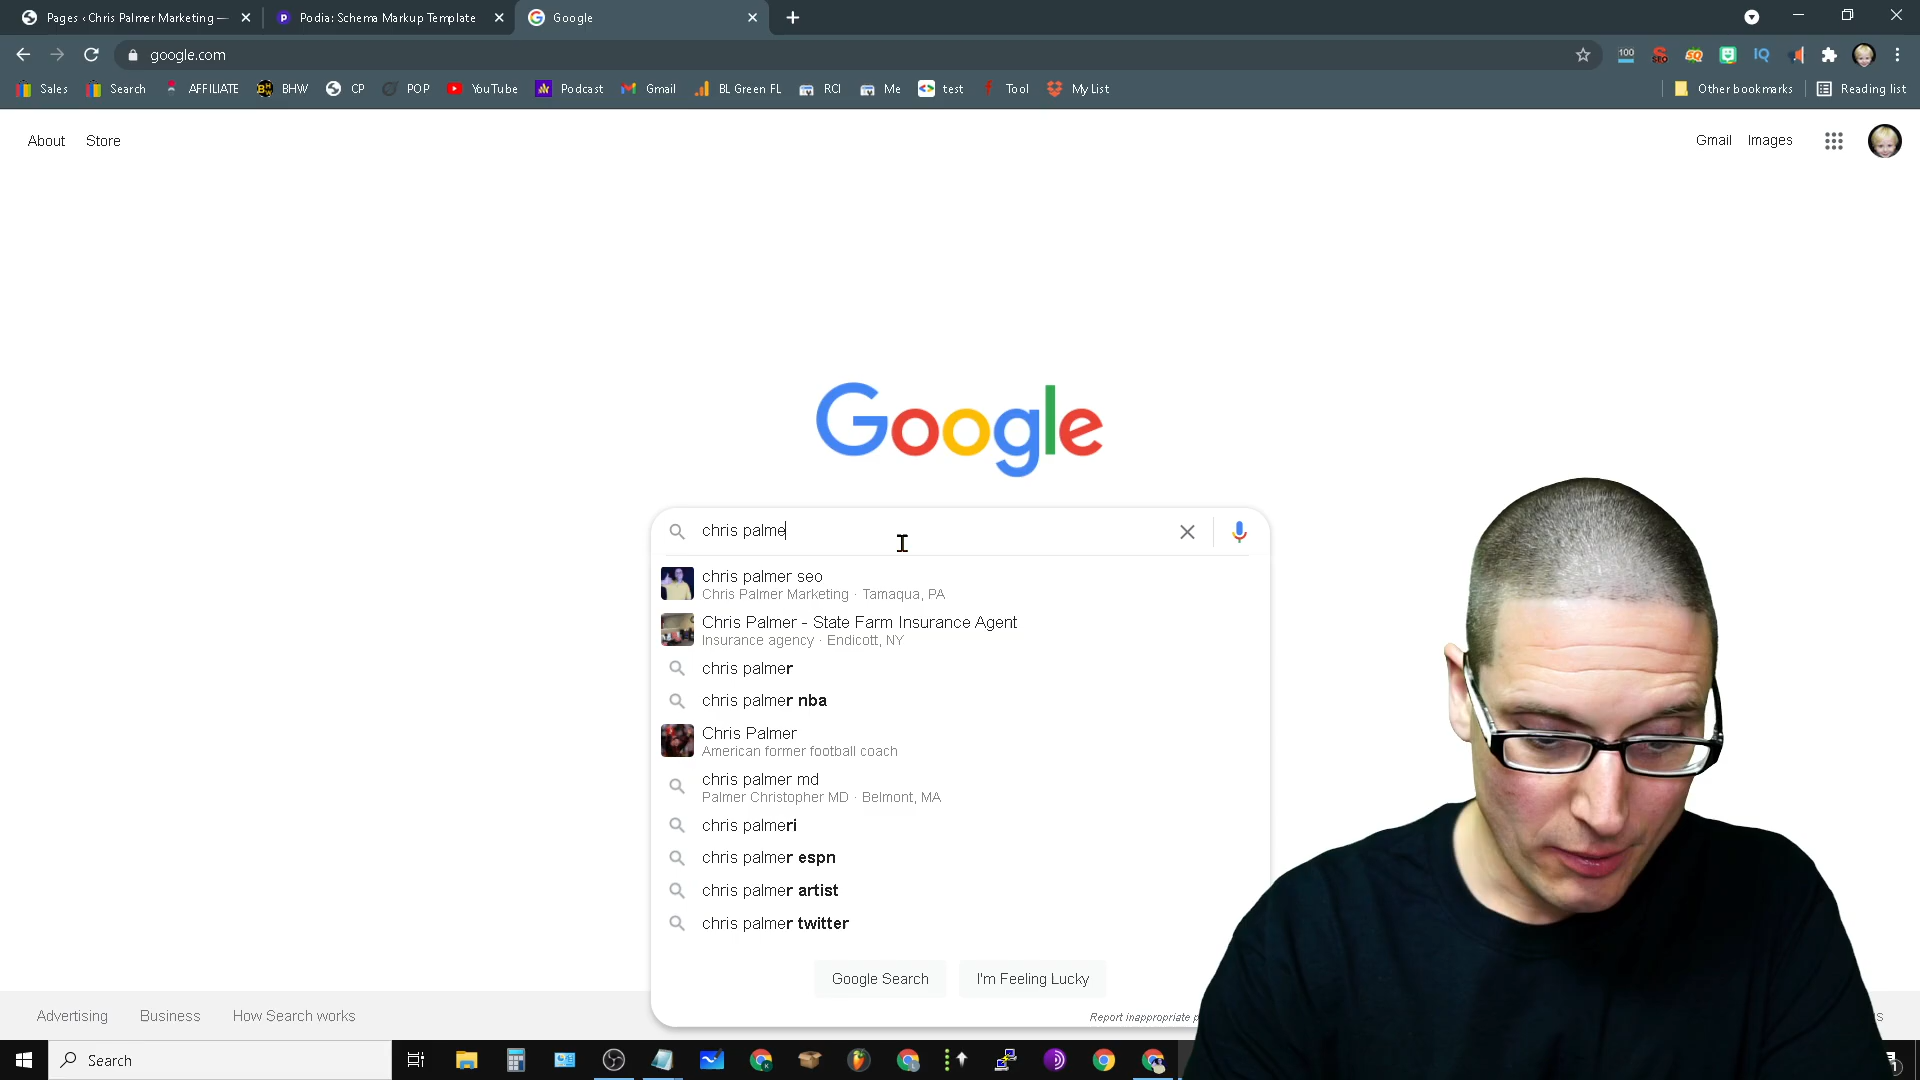 Pages ‹ Chris Palmer Marketing —
Podia: Schema Markup Template
Google
google.com
100
SEO
SQ
IQ
Sales
Search
AFFILIATE
BHW
CP
POP
YouTube
Podcast
Gmail
BL Green FL
RCI
Me
test
Tool
My List
Other bookmarks
Reading list
About
Store
Gmail
Images
Google
chris palme
chris palmer seo
Chris Palmer Marketing · Tamaqua, PA
Chris Palmer - State Farm Insurance Agent
Insurance agency · Endicott, NY
chris palmer
chris palmer nba
Chris Palmer
American former football coach
chris palmer md
Palmer Christopher MD · Belmont, MA
chris palmeri
chris palmer espn
chris palmer artist
chris palmer twitter
Google Search
I'm Feeling Lucky
Report inappropriate
Advertising
Business
How Search works
Search